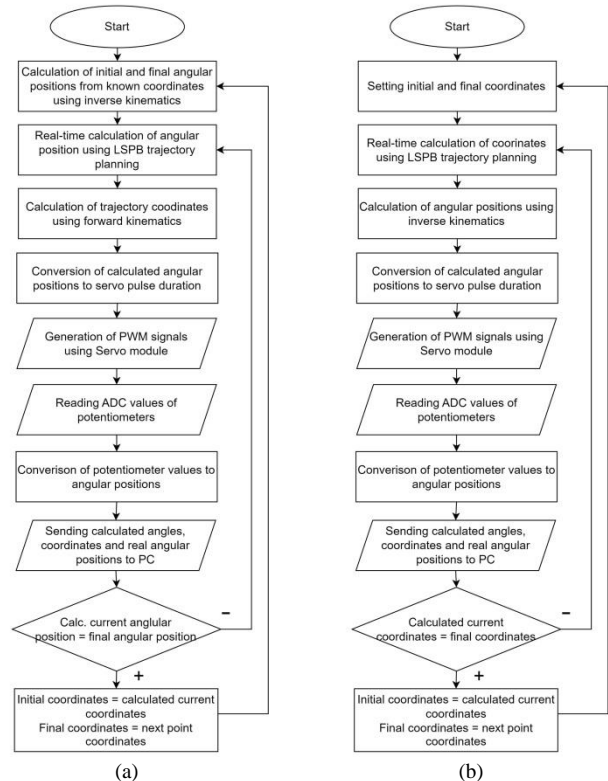 Start
Calculation of initial and final angular
positions from known coordinates
using inverse kinematics
Real-time calculation of angular
position using LSPB trajectory
planning
Calculation of trajectory coodinates
using forward kinematics
Conversion of calculated angular
positions to servo pulse duration
Generation of PWM signals
using Servo module
Reading ADC values of
potentiometers
Converison of potentiometer values to
angular positions
Sending calculated angles,
coordinates and real angular
positions to PC
Calc. current anglular
position = final angular position
−
+
Initial coordinates = calculated current
coordinates
Final coordinates = next point
coordinates
(a)
Start
Setting initial and final coordinates
Real-time calculation of coorinates
using LSPB trajectory planning
Calculation of angular positions using
inverse kinematics
Conversion of calculated angular
positions to servo pulse duration
Generation of PWM signals using
Servo module
Reading ADC values of
potentiometers
Converison of potentiometer values to
angular positions
Sending calculated angles,
coordinates and real angular
positions to PC
Calculated current
coordinates = final coordinates
−
+
Initial coordinates = calculated current
coordinates
Final coordinates = next point
coordinates
(b)